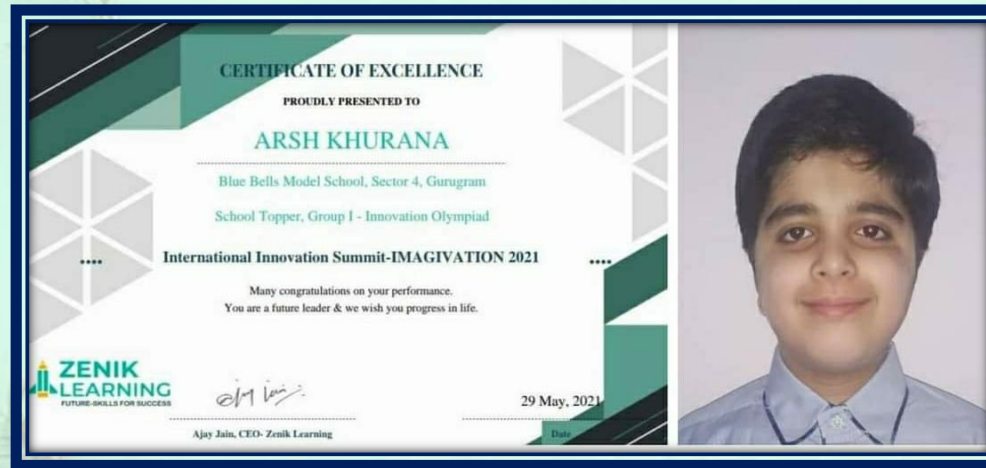 CERTIFICATE OF EXCELLENCE
PROUDLY PRESENTED TO
ARSH KHURANA
Blue Bells Model School, Sector 4, Gurugram
School Topper, Group I - Innovation Olympiad
International Innovation Summit-IMAGIVATION 2021
Many congratulations on your performance.
You are a future leader & we wish you progress in life.
ZENIK
LEARNING
FUTURE-SKILLS FOR SUCCESS
Ajay Jain
29 May, 2021
Ajay Jain, CEO- Zenik Learning
Date